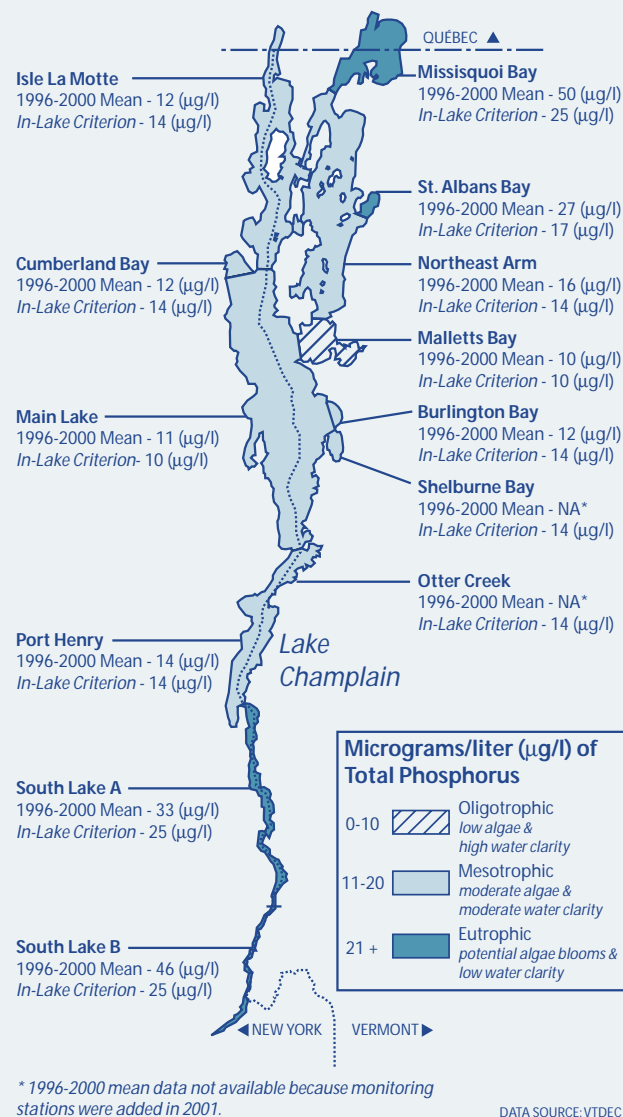 QUÉBEC ▲
Isle La Motte
1996-2000 Mean - 12 (µg/l)
In-Lake Criterion - 14 (µg/l)
Missisquoi Bay
1996-2000 Mean - 50 (µg/l)
In-Lake Criterion - 25 (µg/l)
St. Albans Bay
1996-2000 Mean - 27 (µg/l)
In-Lake Criterion - 17 (µg/l)
Cumberland Bay
1996-2000 Mean - 12 (µg/l)
In-Lake Criterion - 14 (µg/l)
Northeast Arm
1996-2000 Mean - 16 (µg/l)
In-Lake Criterion - 14 (µg/l)
Malletts Bay
1996-2000 Mean - 10 (µg/l)
In-Lake Criterion - 10 (µg/l)
Main Lake
1996-2000 Mean - 11 (µg/l)
In-Lake Criterion- 10 (µg/l)
Burlington Bay
1996-2000 Mean - 12 (µg/l)
In-Lake Criterion - 14 (µg/l)
Shelburne Bay
1996-2000 Mean - NA*
In-Lake Criterion - 14 (µg/l)
Otter Creek
1996-2000 Mean - NA*
In-Lake Criterion - 14 (µg/l)
Port Henry
1996-2000 Mean - 14 (µg/l)
In-Lake Criterion - 14 (µg/l)
Lake
Champlain
South Lake A
1996-2000 Mean - 33 (µg/l)
In-Lake Criterion - 25 (µg/l)
South Lake B
1996-2000 Mean - 46 (µg/l)
In-Lake Criterion - 25 (µg/l)
Micrograms/liter (µg/l) of
Total Phosphorus
0-10 Oligotrophic
low algae &
high water clarity
11-20 Mesotrophic
moderate algae &
moderate water clarity
21 + Eutrophic
potential algae blooms &
low water clarity
◄ NEW YORK VERMONT ►
* 1996-2000 mean data not available because monitoring
stations were added in 2001.
DATA SOURCE: VTDEC